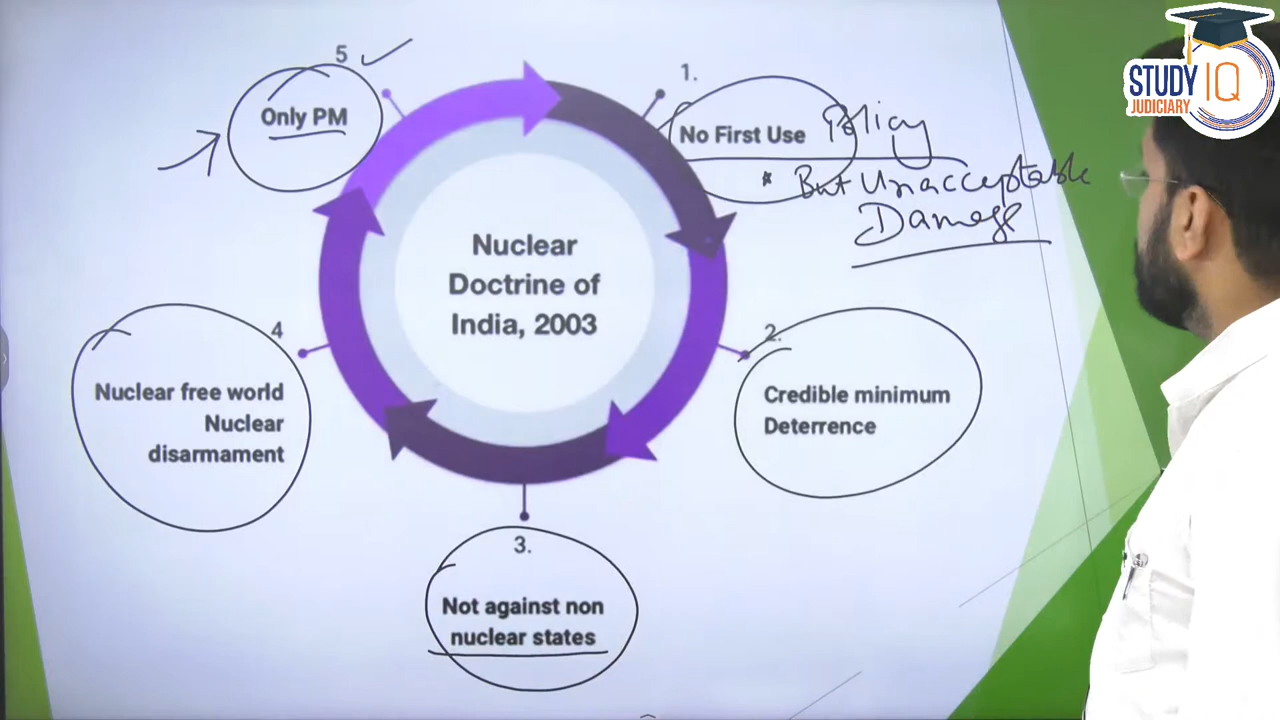 STUDY IQ
JUDICIARY
5
Only PM
1.
No First Use Policy
* But Unacceptable
Damage
Nuclear
Doctrine of
India, 2003
4
Nuclear free world
Nuclear
disarmament
2.
Credible minimum
Deterrence
3.
Not against non
nuclear states